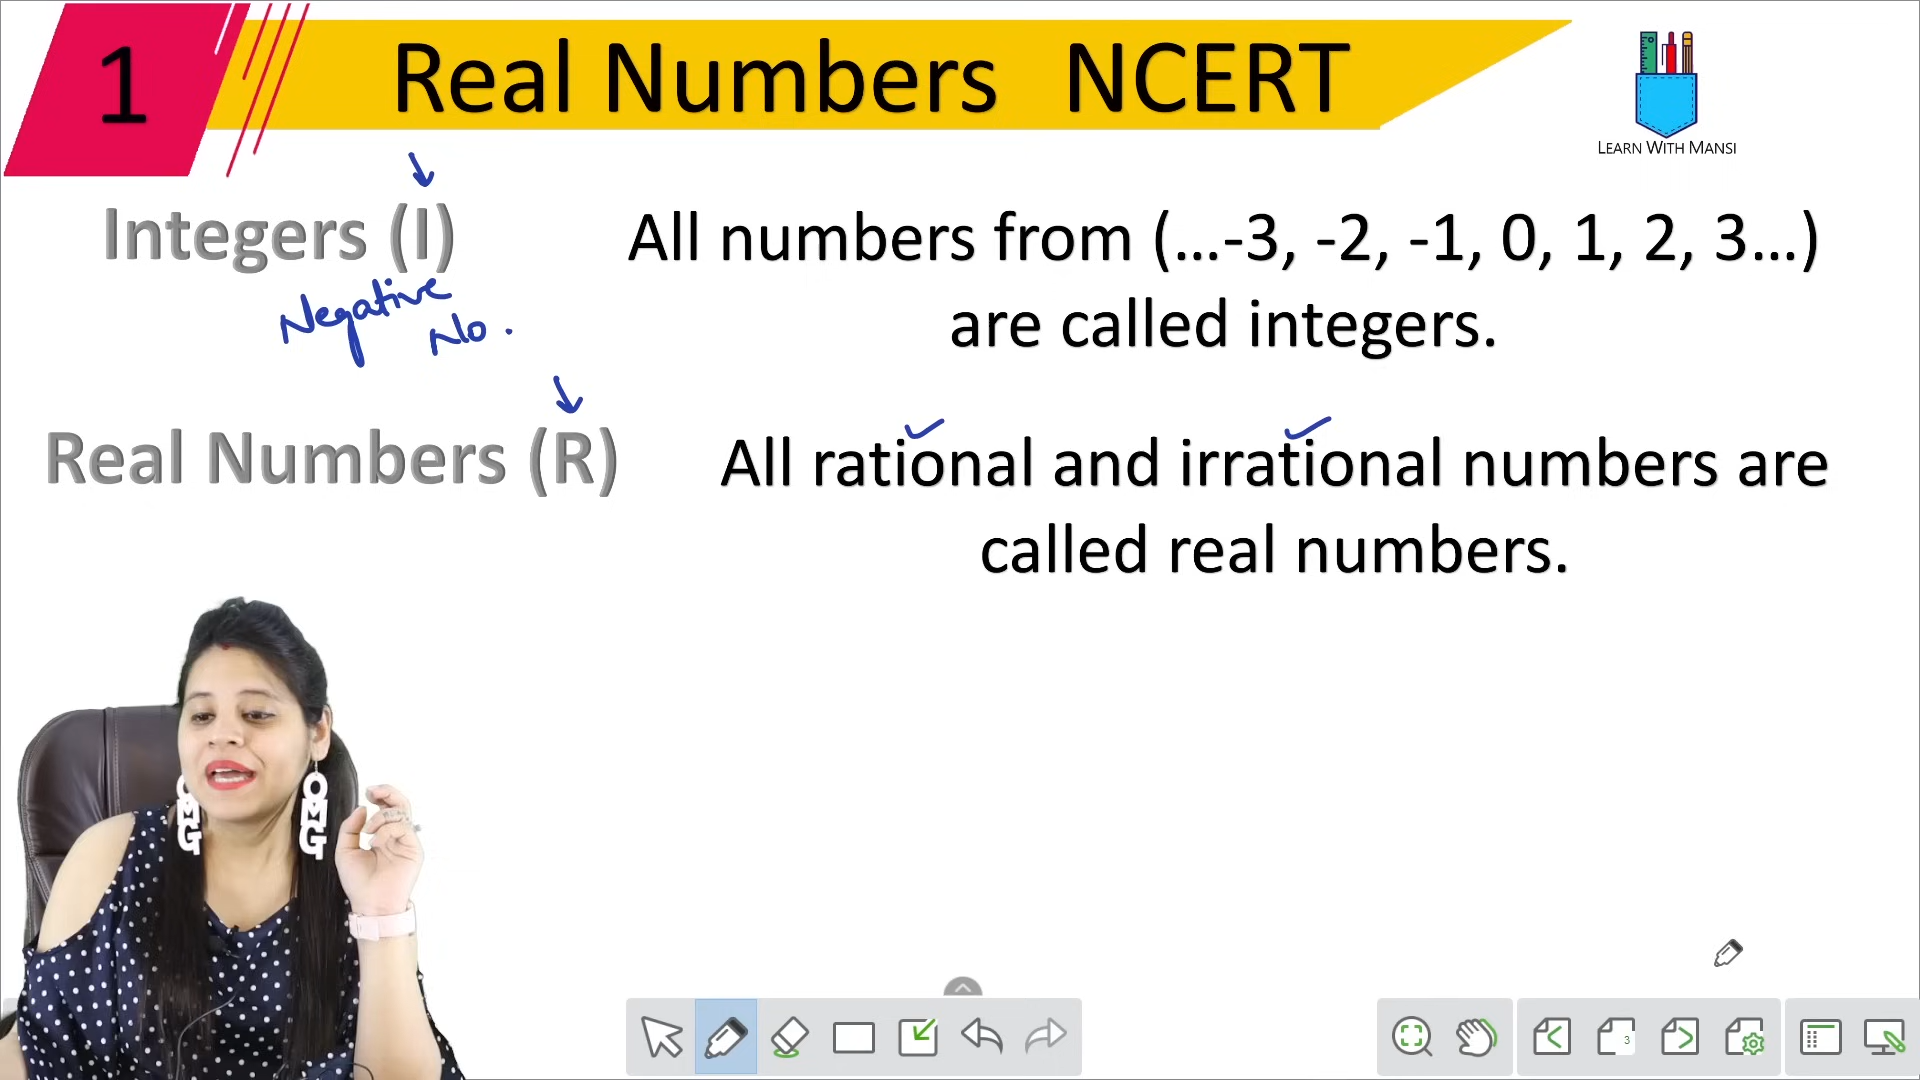 1
Real Numbers NCERT
LEARN WITH MANSI
Integers (I)
All numbers from (...-3, -2, -1, 0, 1, 2, 3...)
are called integers.
Negative
No.
Real Numbers (R)
All rational and irrational numbers are
called real numbers.
OMG
OMG
3